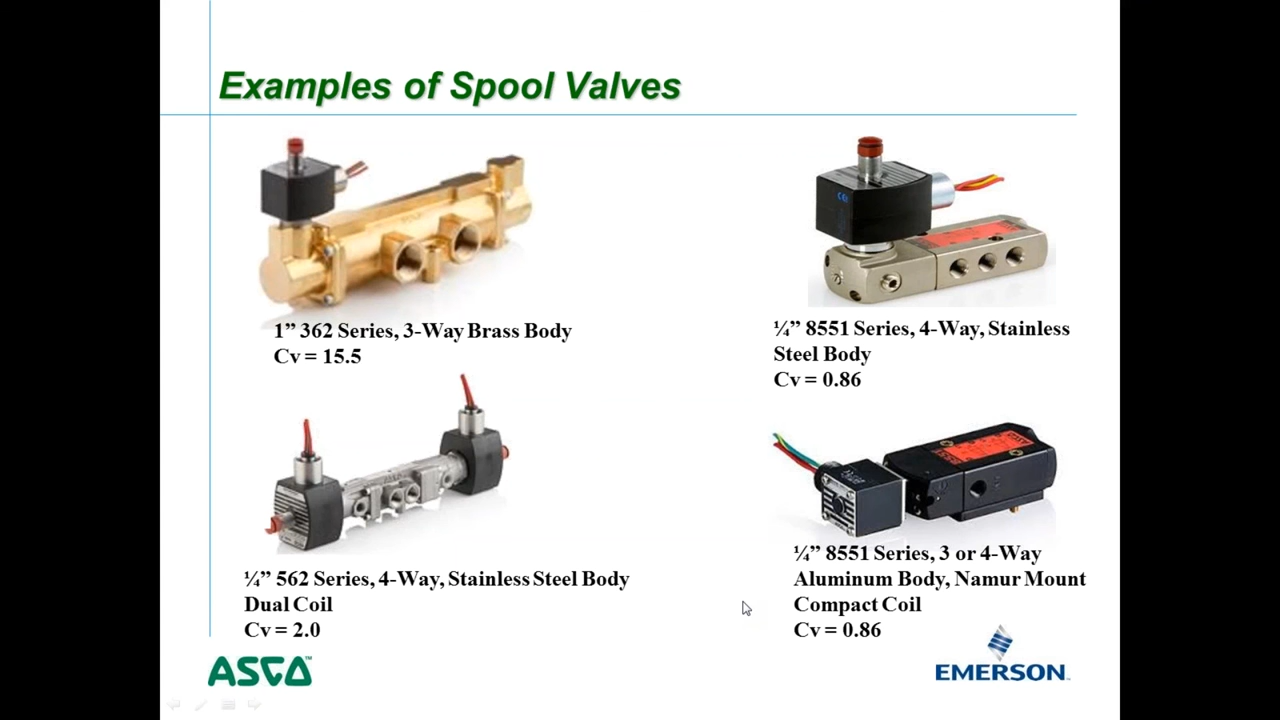 Examples of Spool Valves
1” 362 Series, 3-Way Brass Body
Cv = 15.5
¼” 8551 Series, 4-Way, Stainless
Steel Body
Cv = 0.86
¼” 562 Series, 4-Way, Stainless Steel Body
Dual Coil
Cv = 2.0
¼” 8551 Series, 3 or 4-Way
Aluminum Body, Namur Mount
Compact Coil
Cv = 0.86
ASCO™
EMERSON™